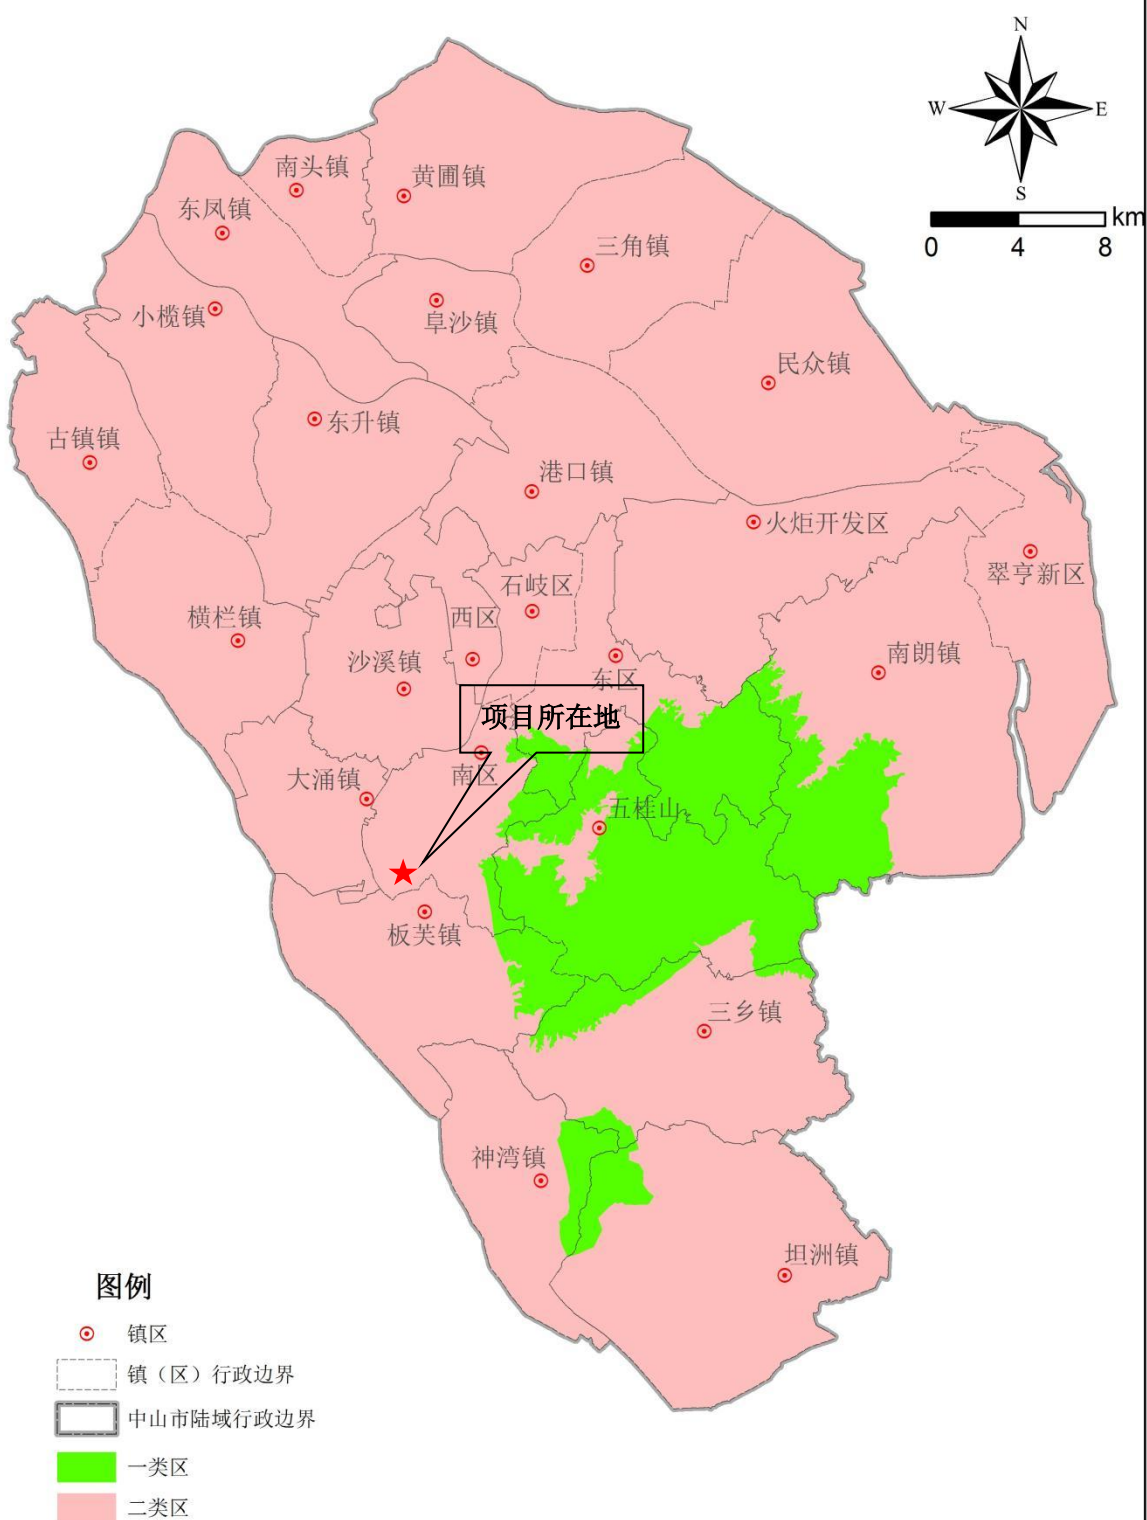 N
W
E
S
km
0
4
8
南头镇
黄圃镇
东凤镇
三角镇
小榄镇
阜沙镇
民众镇
东升镇
古镇镇
港口镇
火炬开发区
翠亨新区
石岐区
横栏镇
西区
沙溪镇
东区
南朗镇
项目所在地
南区
大涌镇
五桂山
板芙镇
三乡镇
神湾镇
坦洲镇
图例
镇区
镇（区）行政边界
中山市陆域行政边界
一类区
二类区